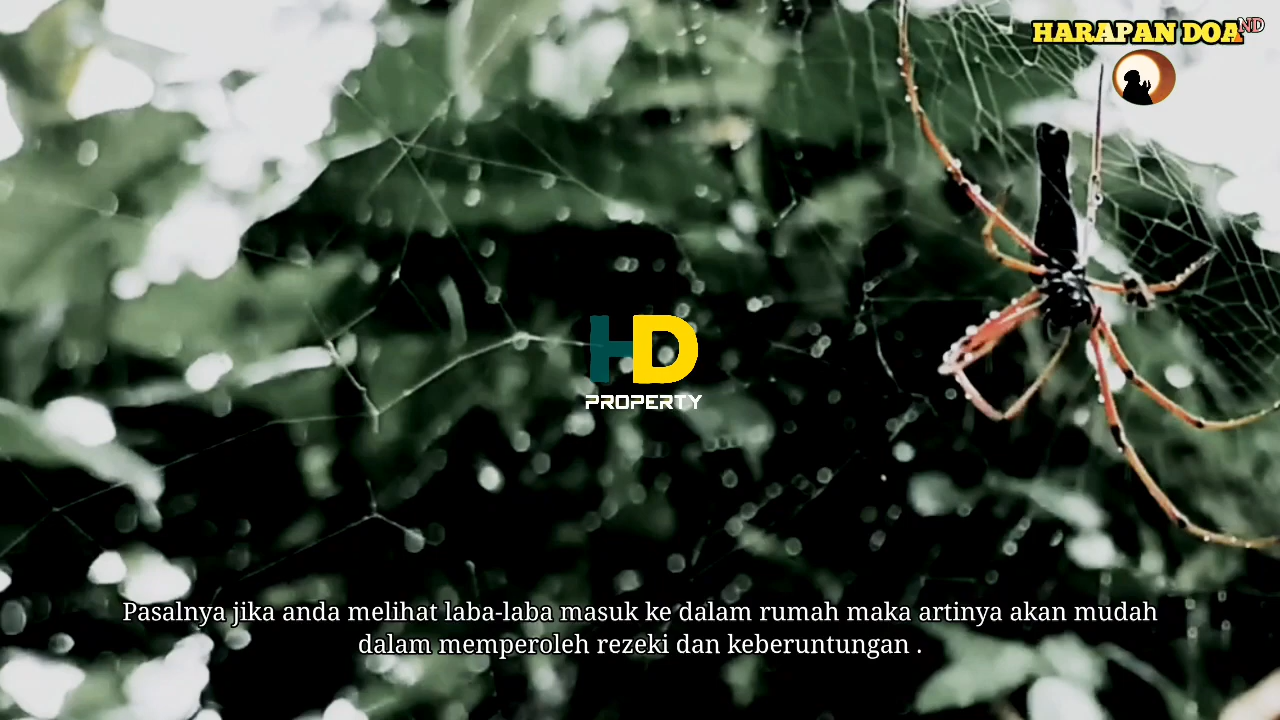 HARAPAN DOA ND
HD
PROPERTY
Pasalnya jika anda melihat laba-laba masuk ke dalam rumah maka artinya akan mudah
dalam memperoleh rezeki dan keberuntungan .